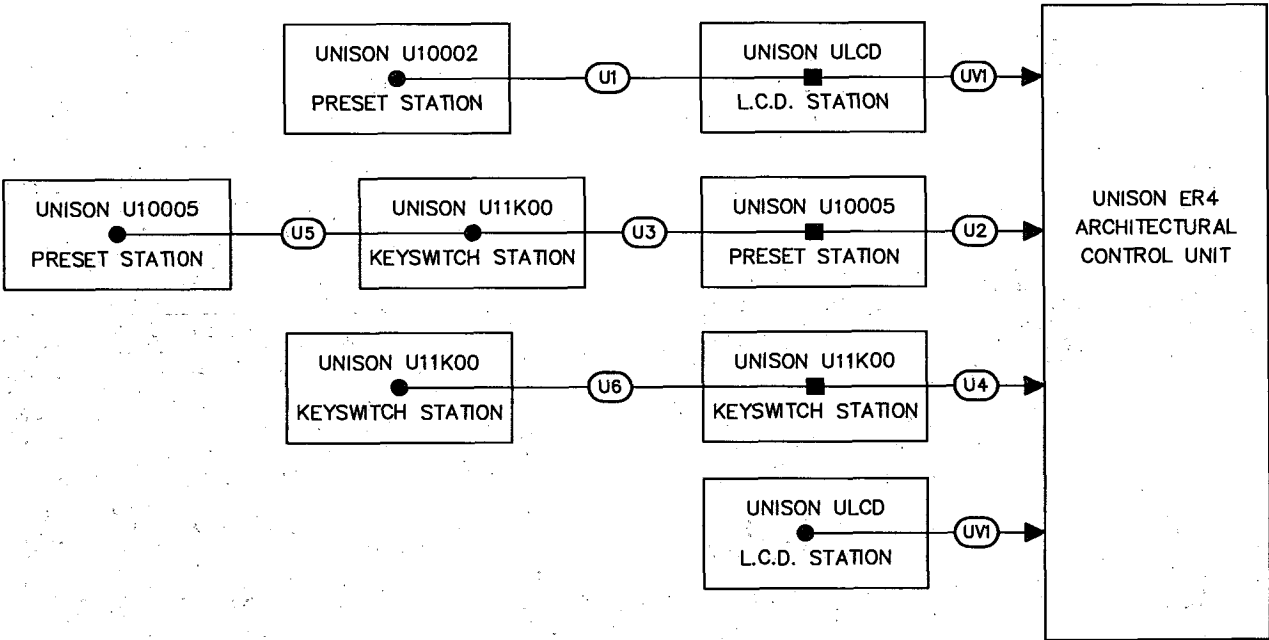 UNISON U10002
PRESET STATION
U1
UNISON ULCD
L.C.D. STATION
UV1
UNISON U10005
PRESET STATION
U5
UNISON U11K00
KEYSWITCH STATION
U3
UNISON U10005
PRESET STATION
U2
UNISON U11K00
KEYSWITCH STATION
U6
UNISON U11K00
KEYSWITCH STATION
U4
UNISON ULCD
L.C.D. STATION
UV1
UNISON ER4
ARCHITECTURAL
CONTROL UNIT